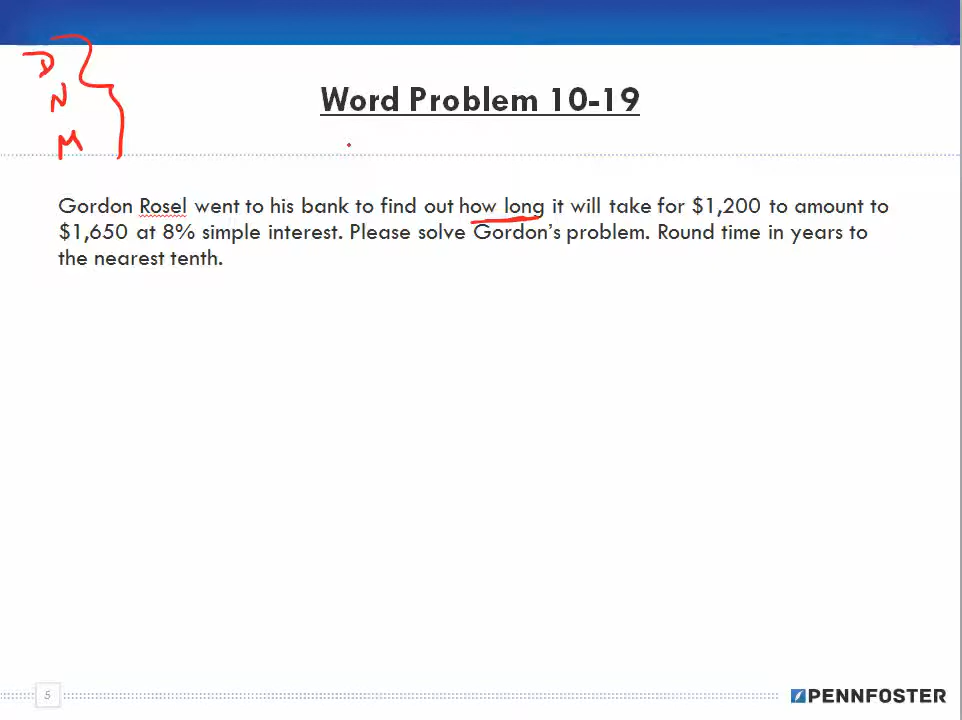 D
N
M
Word Problem 10-19
Gordon Rosel went to his bank to find out how long it will take for $1,200 to amount to
$1,650 at 8% simple interest. Please solve Gordon's problem. Round time in years to
the nearest tenth.
5
PENNFOSTER